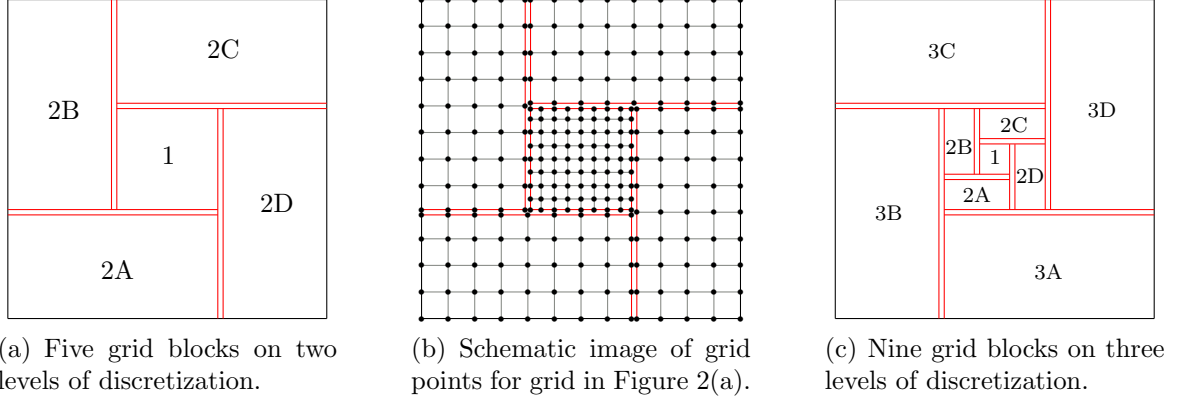 2C
2B
1
2D
2A
3C
3D
2C
2B
1
2D
2A
3B
3A
(a) Five grid blocks on two
levels of discretization.
(b) Schematic image of grid
points for grid in Figure 2(a).
(c) Nine grid blocks on three
levels of discretization.